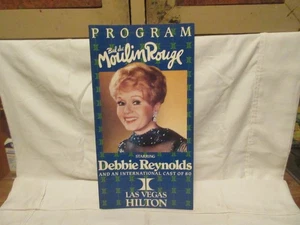 PROGRAM
Bal du
Moulin Rouge
STARRING
Debbie Reynolds
AND AN INTERNATIONAL CAST OF 80
LAS VEGAS
HILTON